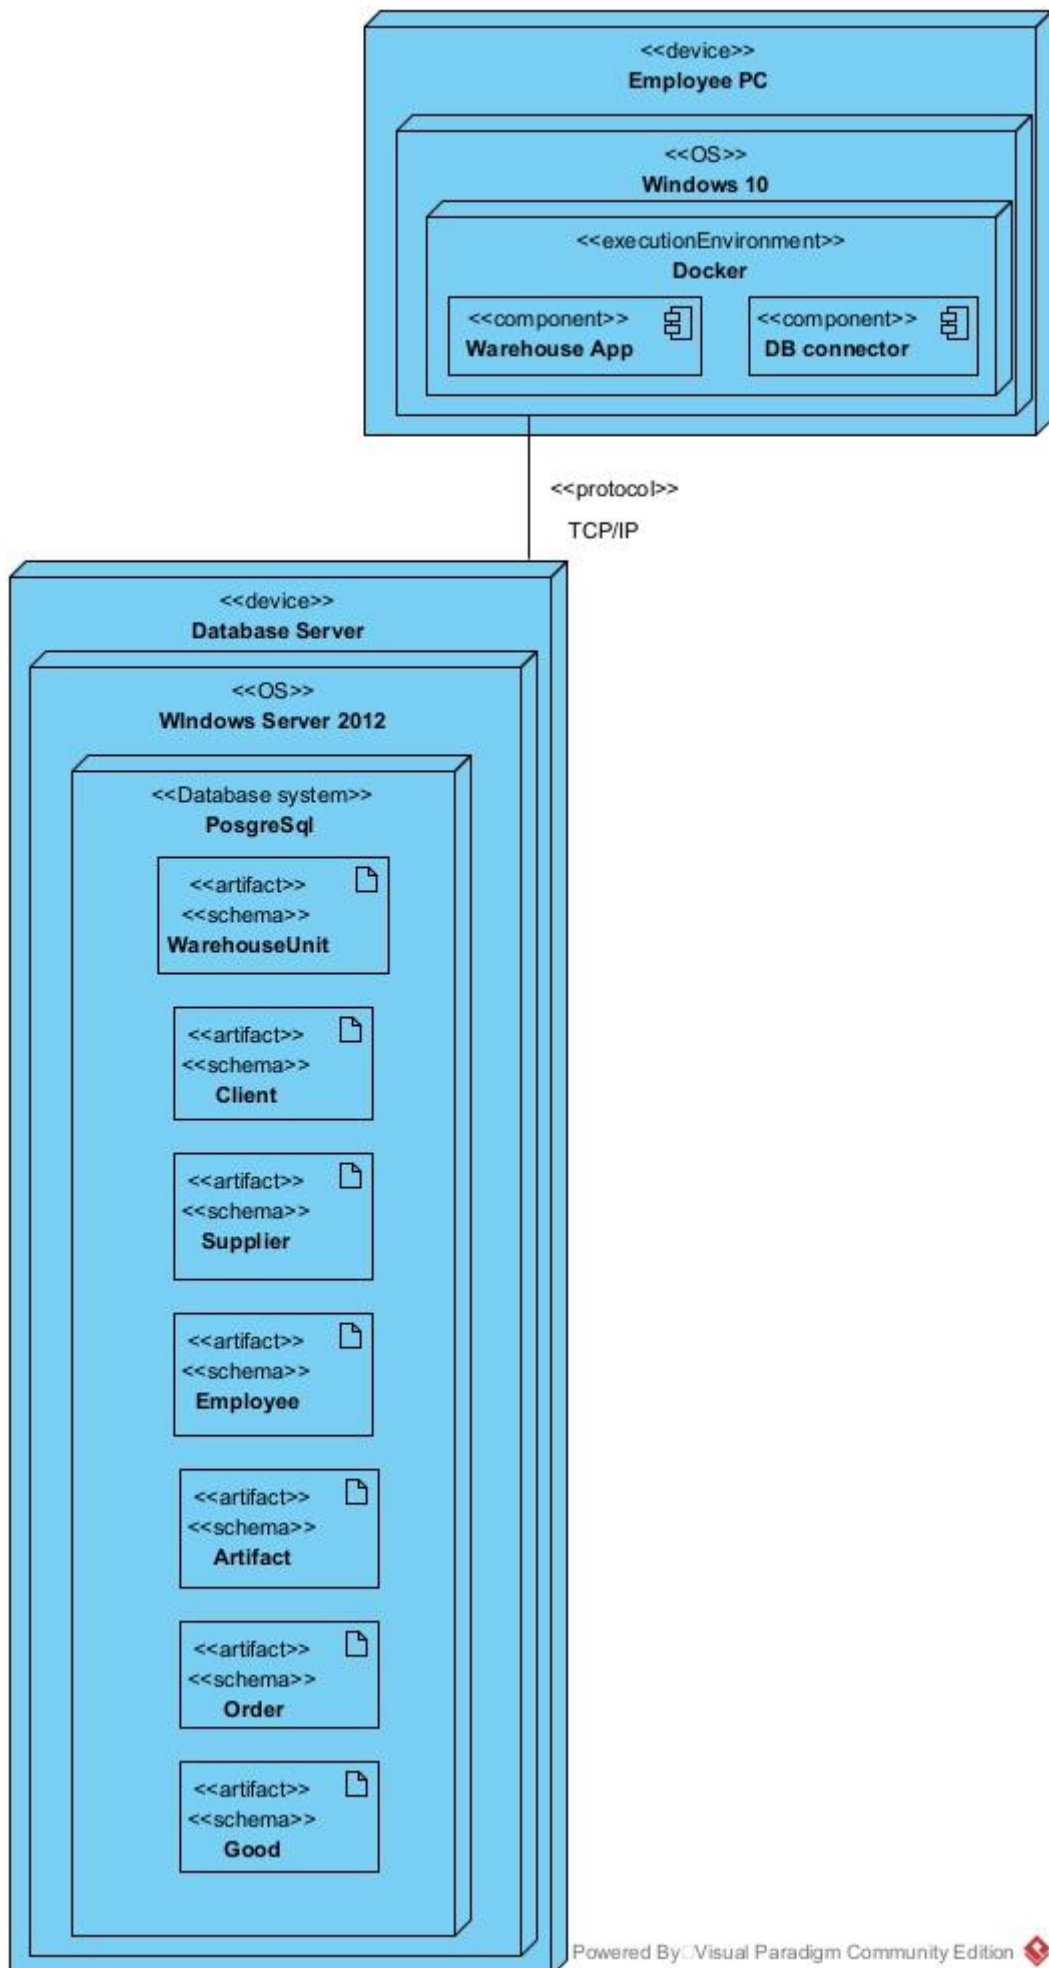 <<device>>
Employee PC
<<OS>>
Windows 10
<<executionEnvironment>>
Docker
<<component>>
Warehouse App
<<component>>
DB connector
<<protocol>>
TCP/IP
<<device>>
Database Server
<<OS>>
WIndows Server 2012
<<Database system>>
PosgreSql
<<artifact>>
<<schema>>
WarehouseUnit
<<artifact>>
<<schema>>
Client
<<artifact>>
<<schema>>
Supplier
<<artifact>>
<<schema>>
Employee
<<artifact>>
<<schema>>
Artifact
<<artifact>>
<<schema>>
Order
<<artifact>>
<<schema>>
Good
Powered By Visual Paradigm Community Edition